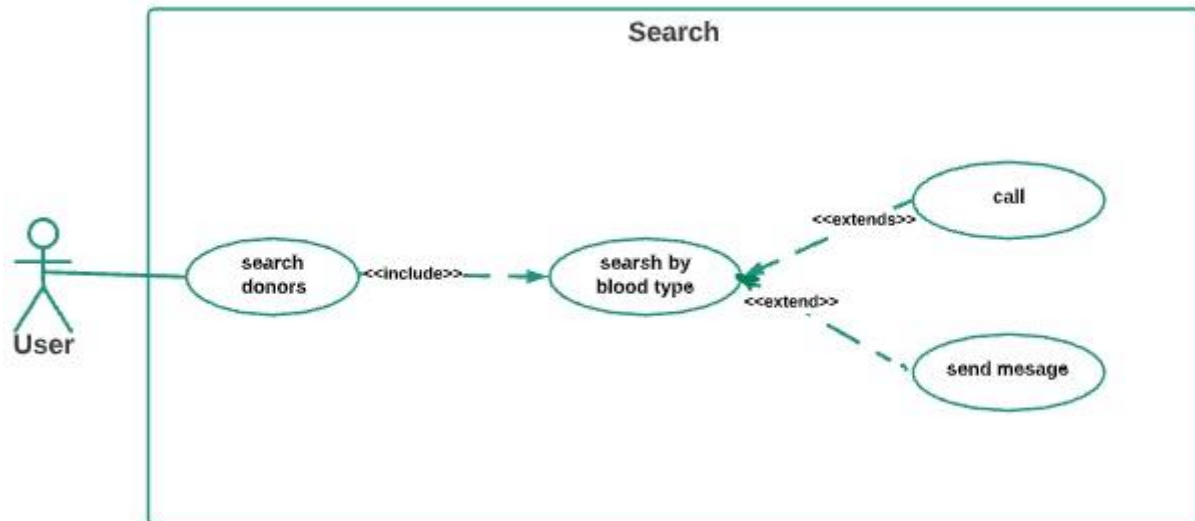 Search
call
<<extends>>
search
donors
<<include>>
searsh by
blood type
<<extend>>
User
send mesage